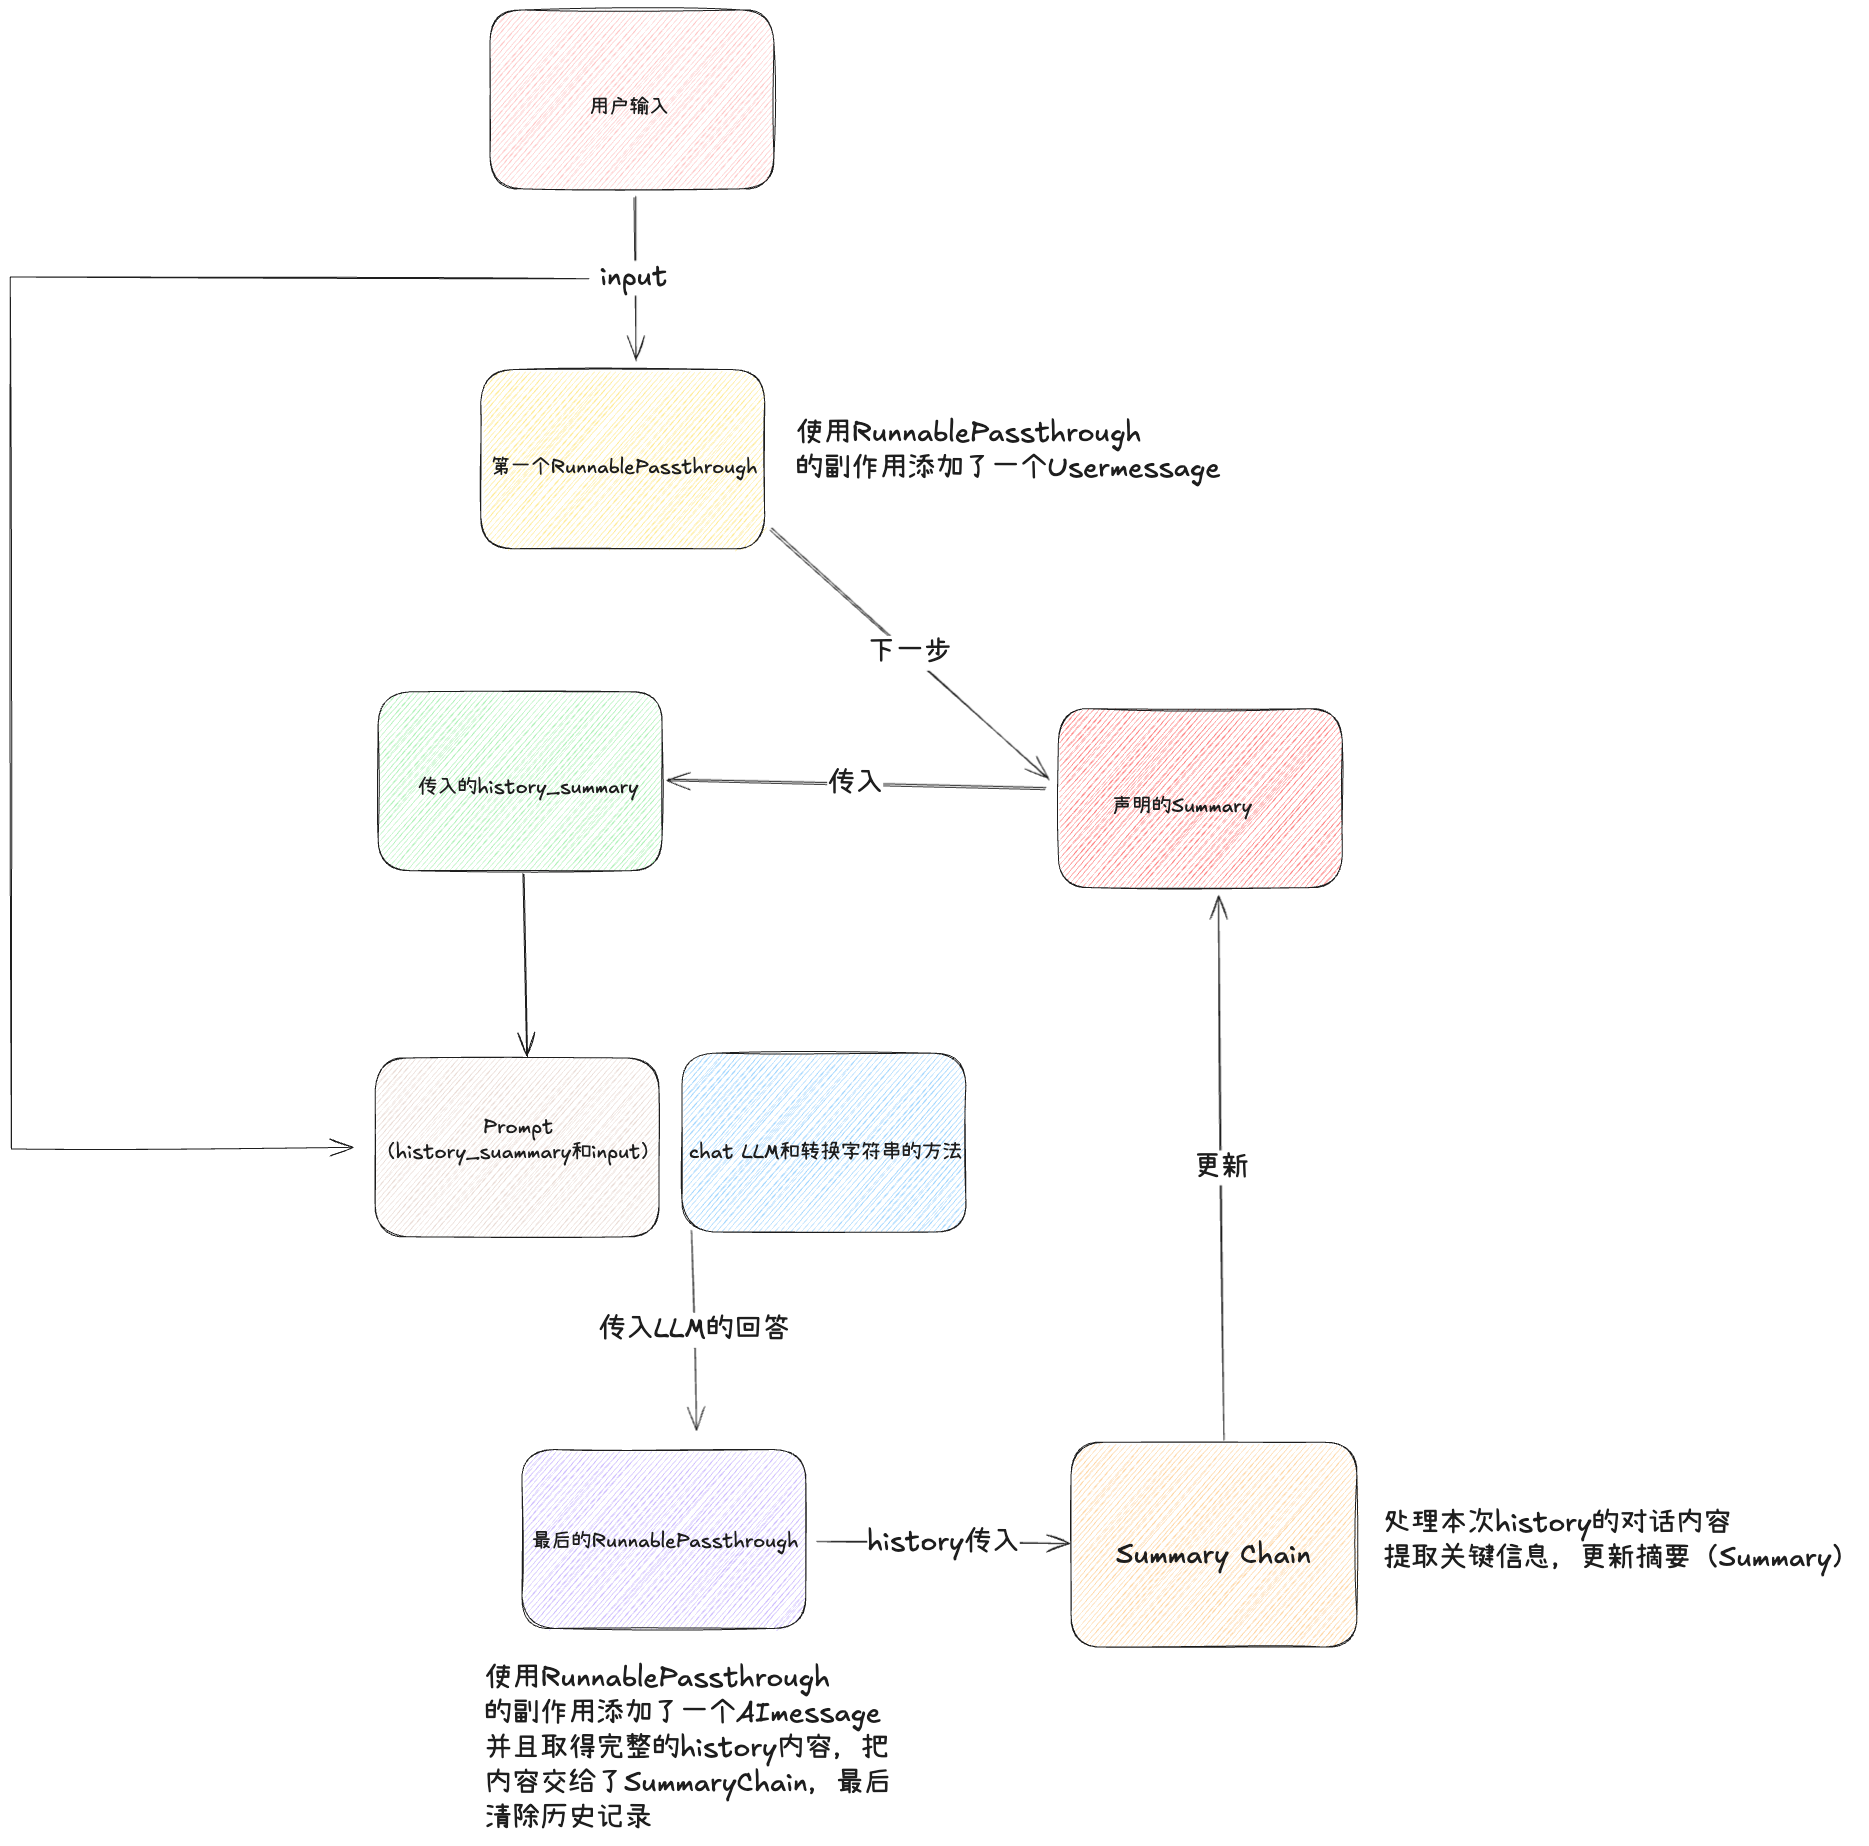 用户输入
input
第一个RunnablePassthrough
使用RunnablePassthrough
的副作用添加了一个Usermessage
下一步
传入的history_summary
传入
声明的Summary
Prompt
(history_suammary和input)
chat LLM和转换字符串的方法
更新
传入LLM的回答
最后的RunnablePassthrough
history传入
Summary Chain
处理本次history的对话内容
提取关键信息，更新摘要（Summary）
使用RunnablePassthrough
的副作用添加了一个AImessage
并且取得完整的history内容，把
内容交给了SummaryChain，最后
清除历史记录